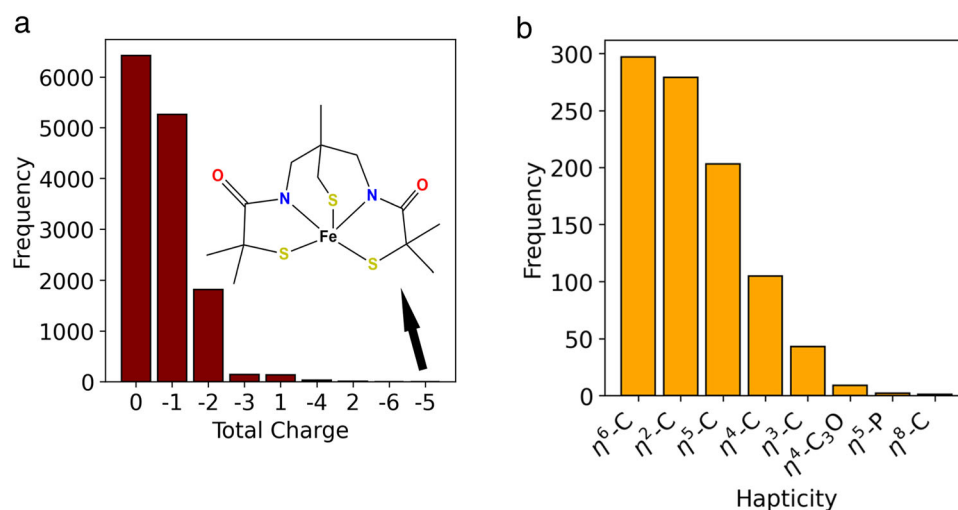 a
Frequency
6000
5000
4000
3000
2000
1000
0
O
N
S
N
O
Fe
S
S
0 -1 -2 -3 1 -4 2 -6 -5
Total Charge
b
Frequency
300
250
200
150
100
50
0
η⁶-C η²-C η⁵-C η⁴-C η³-C η⁴-C₃O η⁵-P η⁸-C
Hapticity